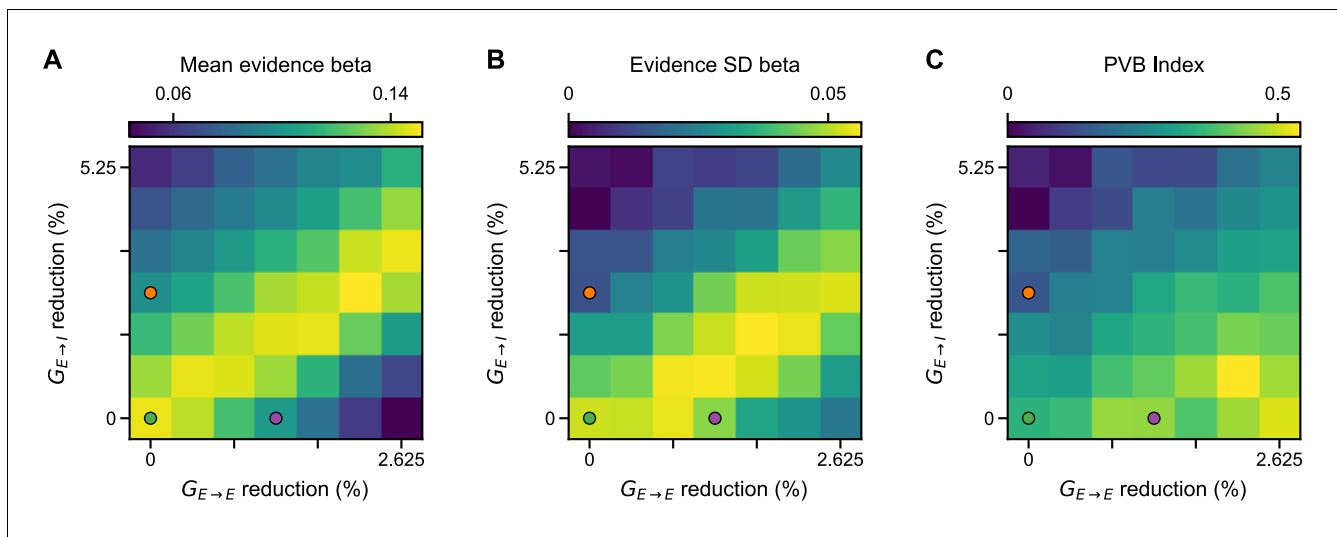 A
Mean evidence beta
0.06 0.14
5.25
0
G_{E→I} reduction (%)
0 2.625
G_{E→E} reduction (%)
B
Evidence SD beta
0 0.05
5.25
0
G_{E→I} reduction (%)
0 2.625
G_{E→E} reduction (%)
C
PVB Index
0 0.5
5.25
0
G_{E→I} reduction (%)
0 2.625
G_{E→E} reduction (%)